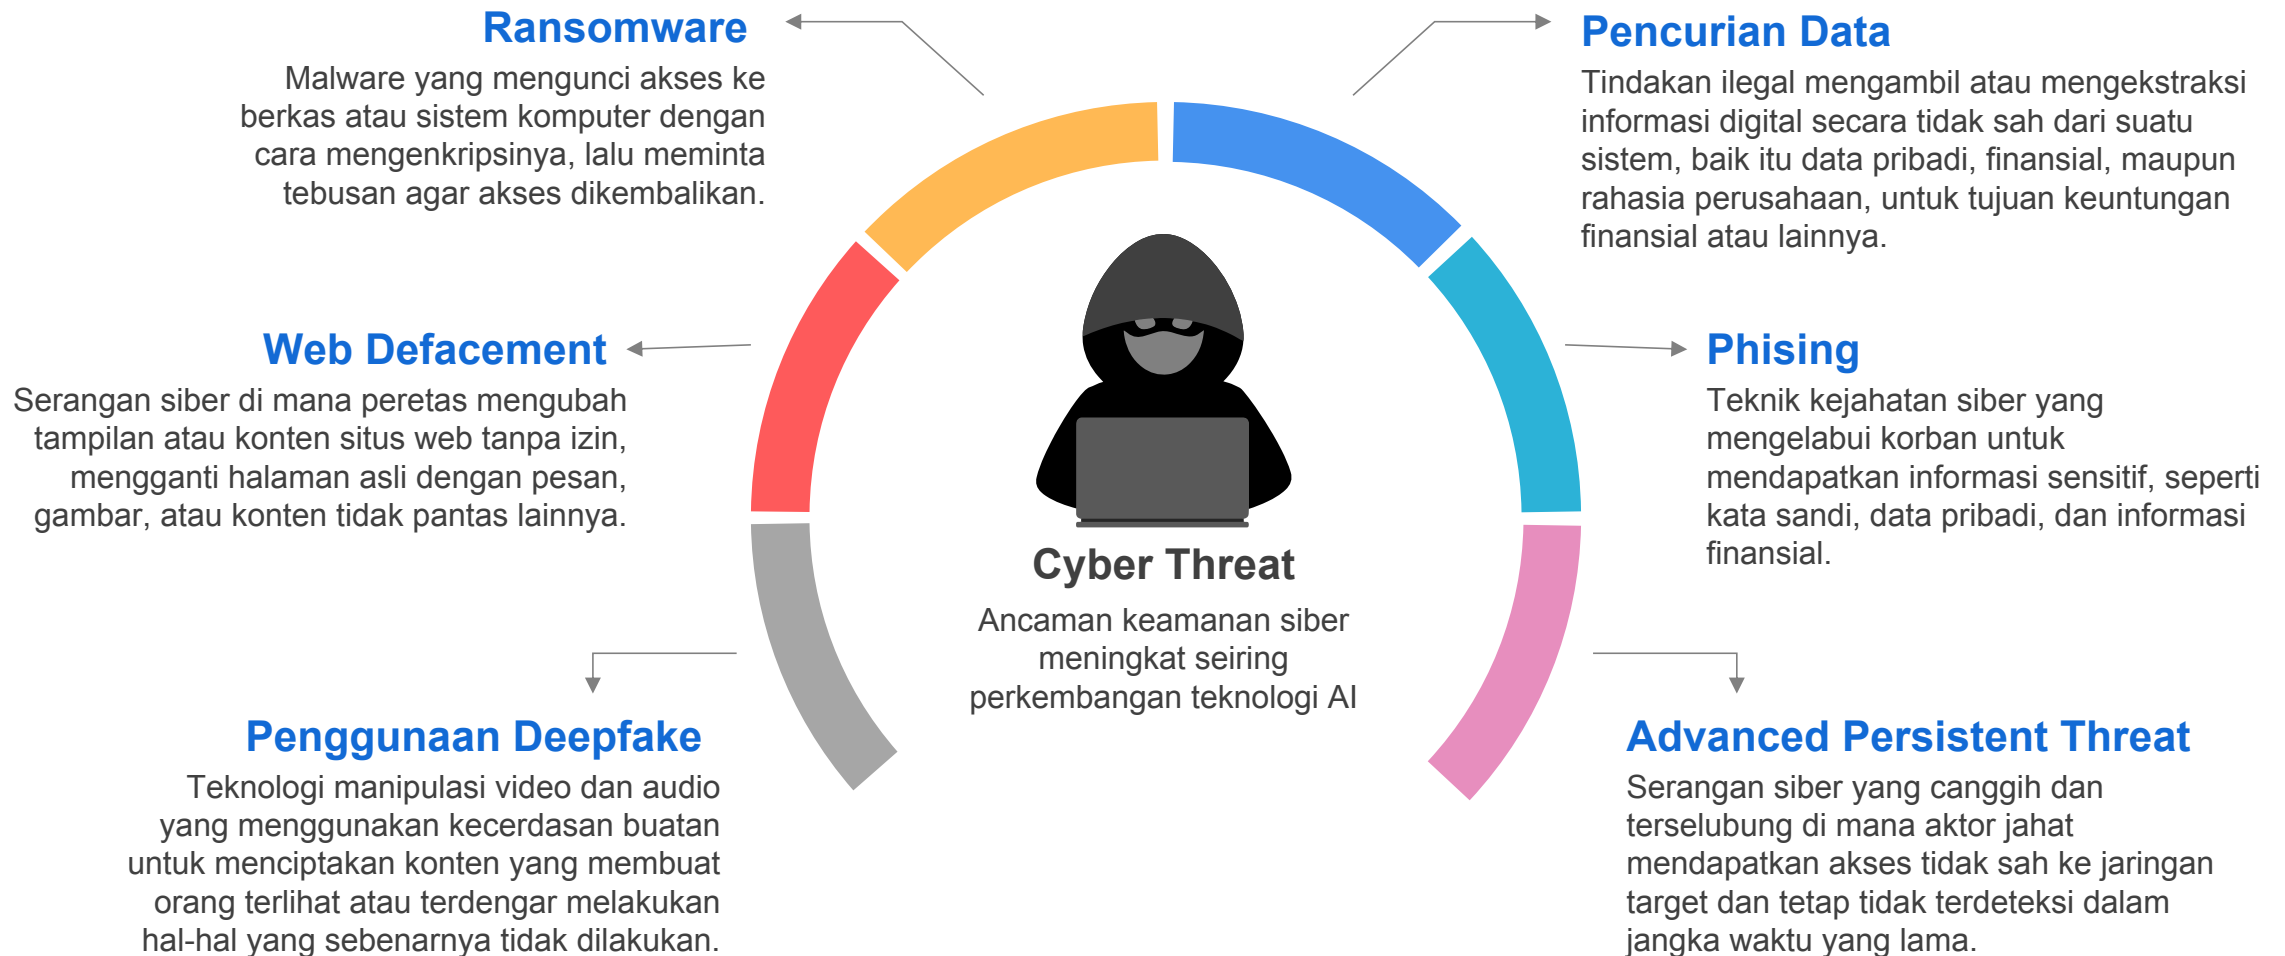 Ransomware
Malware yang mengunci akses ke
berkas atau sistem komputer dengan
cara mengenkripsinya, lalu meminta
tebusan agar akses dikembalikan.
Web Defacement
Serangan siber di mana peretas mengubah
tampilan atau konten situs web tanpa izin,
mengganti halaman asli dengan pesan,
gambar, atau konten tidak pantas lainnya.
Penggunaan Deepfake
Teknologi manipulasi video dan audio
yang menggunakan kecerdasan buatan
untuk menciptakan konten yang membuat
orang terlihat atau terdengar melakukan
hal-hal yang sebenarnya tidak dilakukan.
Cyber Threat
Ancaman keamanan siber
meningkat seiring
perkembangan teknologi AI
Pencurian Data
Tindakan ilegal mengambil atau mengekstraksi
informasi digital secara tidak sah dari suatu
sistem, baik itu data pribadi, finansial, maupun
rahasia perusahaan, untuk tujuan keuntungan
finansial atau lainnya.
Phising
Teknik kejahatan siber yang
mengelabui korban untuk
mendapatkan informasi sensitif, seperti
kata sandi, data pribadi, dan informasi
finansial.
Advanced Persistent Threat
Serangan siber yang canggih dan
terselubung di mana aktor jahat
mendapatkan akses tidak sah ke jaringan
target dan tetap tidak terdeteksi dalam
jangka waktu yang lama.